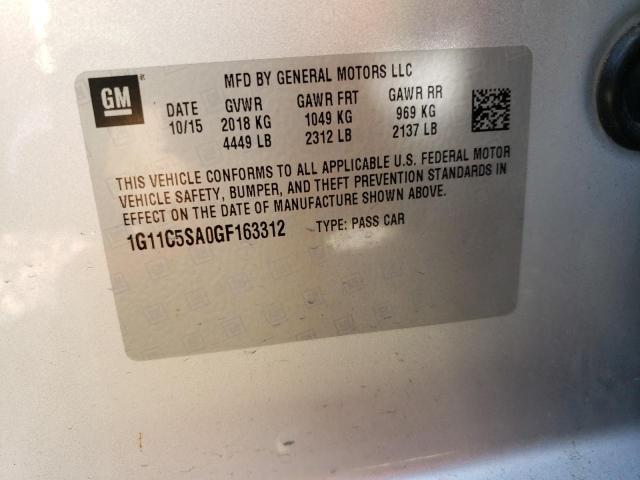 GM
MFD BY GENERAL MOTORS LLC
DATE GVWR GAWR FRT GAWR RR
10/15 2018 KG 1049 KG 969 KG
4449 LB 2312 LB 2137 LB
THIS VEHICLE CONFORMS TO ALL APPLICABLE U.S. FEDERAL MOTOR
VEHICLE SAFETY, BUMPER, AND THEFT PREVENTION STANDARDS IN
EFFECT ON THE DATE OF MANUFACTURE SHOWN ABOVE.
1G11C5SA0GF163312 TYPE: PASS CAR